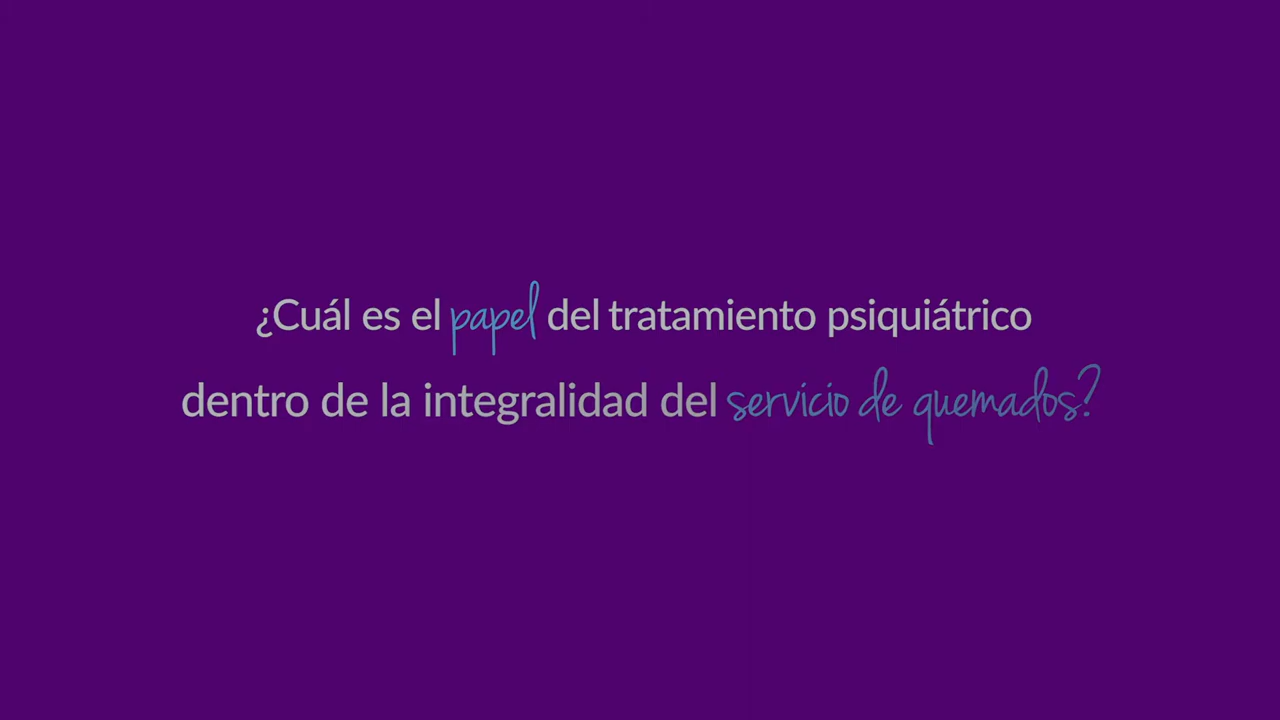 ¿Cuál es el papel del tratamiento psiquiátrico
dentro de la integralidad del servicio de quemados?